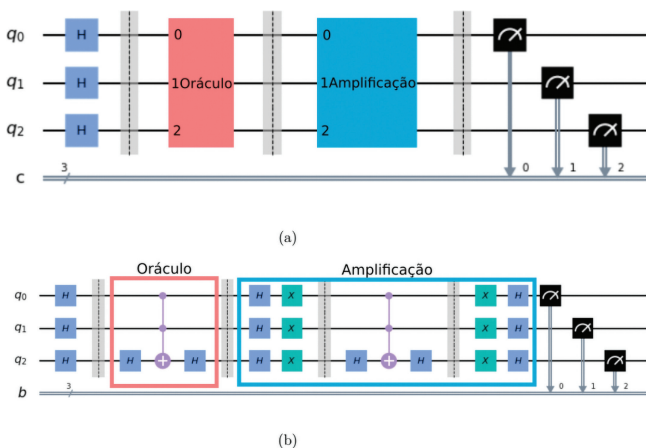 q0 H 0 0
q1 H 1Oráculo 1Amplificação
q2 H 2 2
c 3 0 1 2
(a)
Oráculo Amplificação
q0 H H X X H
q1 H H X X H
q2 H H H H X H H X H
b 3 0 1 2
(b)